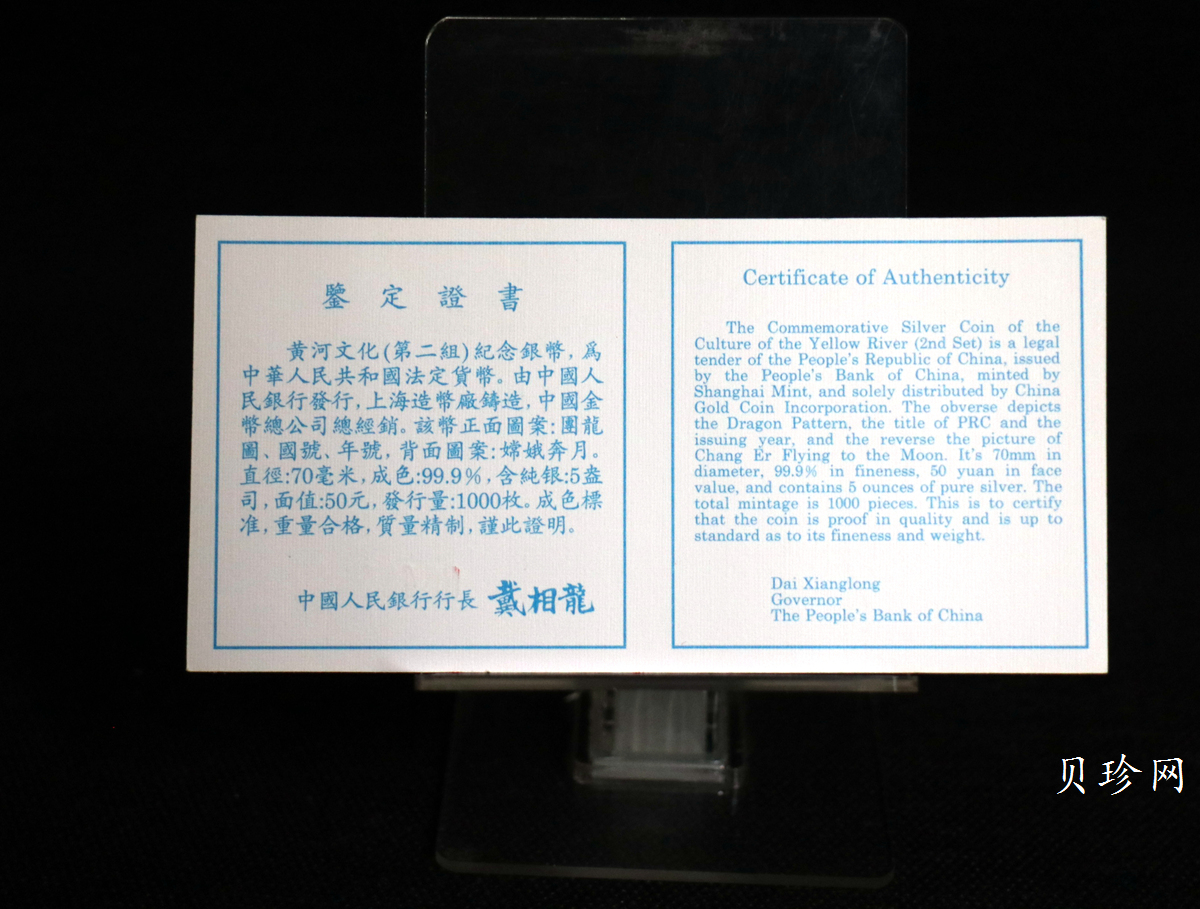 鑒定證書
黄河文化(第二組)紀念銀幣,爲
中華人民共和國法定貨幣。由中國人
民銀行發行,上海造幣廠鑄造,中國金
幣總公司總經銷。該幣正面圖案:團龍
圖、國號、年號,背面圖案:嫦娥奔月。
直徑:70毫米,成色:99.9%,含純银:5盎
司,面值:50元,發行量:1000枚。成色標
准,重量合格,質量精制,謹此證明。
中國人民銀行行長 戴相龍
Certificate of Authenticity
The Commemorative Silver Coin of the
Culture of the Yellow River (2nd Set) is a legal
tender of the People's Republic of China, issued
by the People's Bank of China, minted by
Shanghai Mint, and solely distributed by China
Gold Coin Incorporation. The obverse depicts
the Dragon Pattern, the title of PRC and the
issuing year, and the reverse the picture of
Chang Er Flying to the Moon. It's 70mm in
diameter, 99.9% in fineness, 50 yuan in face
value, and contains 5 ounces of pure silver. The
total mintage is 1000 pieces. This is to certify
that the coin is proof in quality and is up to
standard as to its fineness and weight.
Dai Xianglong
Governor
The People's Bank of China
贝珍网